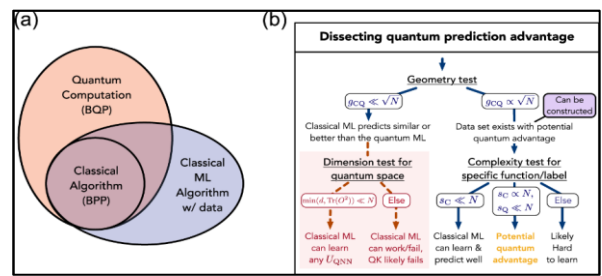 (a)
Quantum
Computation
(BQP)
Classical
Algorithm
(BPP)
Classical
ML
Algorithm
w/ data
(b)
Dissecting quantum prediction advantage
Geometry test
g_CQ ≪ √N
g_CQ ∝ √N
Can be
constructed
Classical ML predicts similar or
better than the quantum ML
Data set exists with potential
quantum advantage
Dimension test for
quantum space
Complexity test for
specific function/label
min(d, Tr(O²)) ≪ N
Else
s_C ≪ N
s_C ∝ N,
s_Q ≪ N
Else
Classical ML
can learn
any U_QNN
Classical ML
can work/fail,
QK likely fails
Classical ML
can learn &
predict well
Potential
quantum
advantage
Likely
Hard
to learn